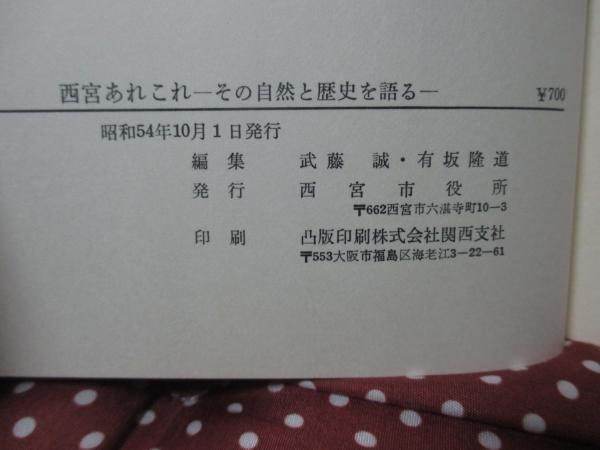 西宮あれこれ―その自然と歴史を語る― ¥700
昭和54年10月1日発行
編集 武藤誠・有坂隆道
発行 西宮市役所
〒662西宮市六湛寺町10―3
印刷 凸版印刷株式会社関西支社
〒553大阪市福島区海老江3―22―61